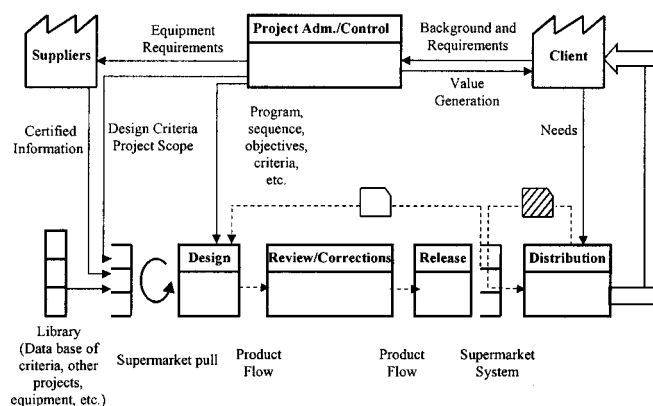 Suppliers
Equipment
Requirements
Project Adm./Control
Background and
Requirements
Client
Value
Generation
Certified
Information
Design Criteria
Project Scope
Program,
sequence,
objectives,
criteria,
etc.
Needs
Design
Review/Corrections
Release
Distribution
Library
(Data base of
criteria, other
projects,
equipment, etc.)
Supermarket pull
Product
Flow
Product
Flow
Supermarket
System